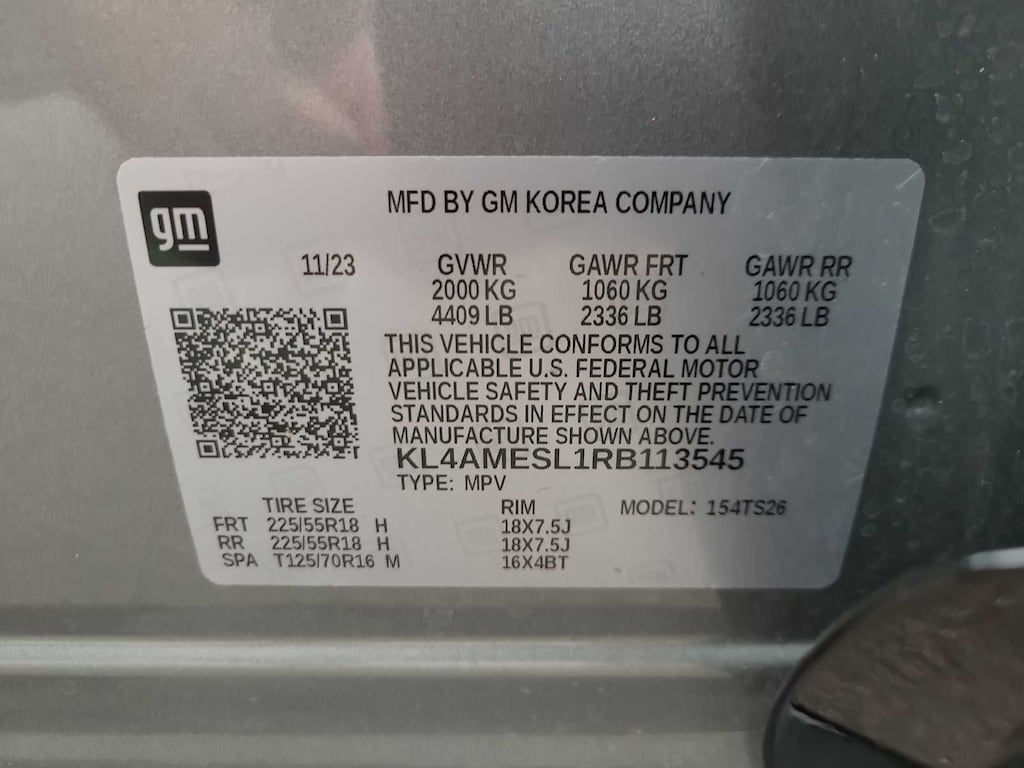 gm
MFD BY GM KOREA COMPANY
11/23 GVWR GAWR FRT GAWR RR
2000 KG 1060 KG 1060 KG
4409 LB 2336 LB 2336 LB
THIS VEHICLE CONFORMS TO ALL
APPLICABLE U.S. FEDERAL MOTOR
VEHICLE SAFETY AND THEFT PREVENTION
STANDARDS IN EFFECT ON THE DATE OF
MANUFACTURE SHOWN ABOVE.
KL4AMESL1RB113545
TYPE: MPV
TIRE SIZE RIM MODEL: 154TS26
FRT 225/55R18 H 18X7.5J
RR 225/55R18 H 18X7.5J
SPA T125/70R16 M 16X4BT